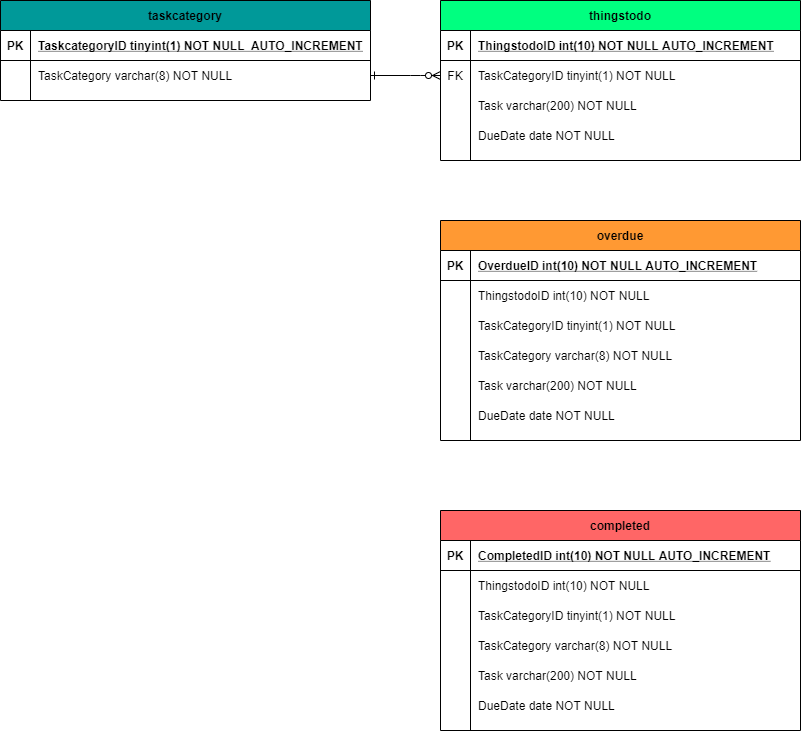 taskcategory
PK TaskcategoryID tinyint(1) NOT NULL AUTO_INCREMENT
TaskCategory varchar(8) NOT NULL
thingstodo
PK ThingstodoID int(10) NOT NULL AUTO_INCREMENT
FK TaskCategoryID tinyint(1) NOT NULL
Task varchar(200) NOT NULL
DueDate date NOT NULL
overdue
PK OverdueID int(10) NOT NULL AUTO_INCREMENT
ThingstodoID int(10) NOT NULL
TaskCategoryID tinyint(1) NOT NULL
TaskCategory varchar(8) NOT NULL
Task varchar(200) NOT NULL
DueDate date NOT NULL
completed
PK CompletedID int(10) NOT NULL AUTO_INCREMENT
ThingstodoID int(10) NOT NULL
TaskCategoryID tinyint(1) NOT NULL
TaskCategory varchar(8) NOT NULL
Task varchar(200) NOT NULL
DueDate date NOT NULL